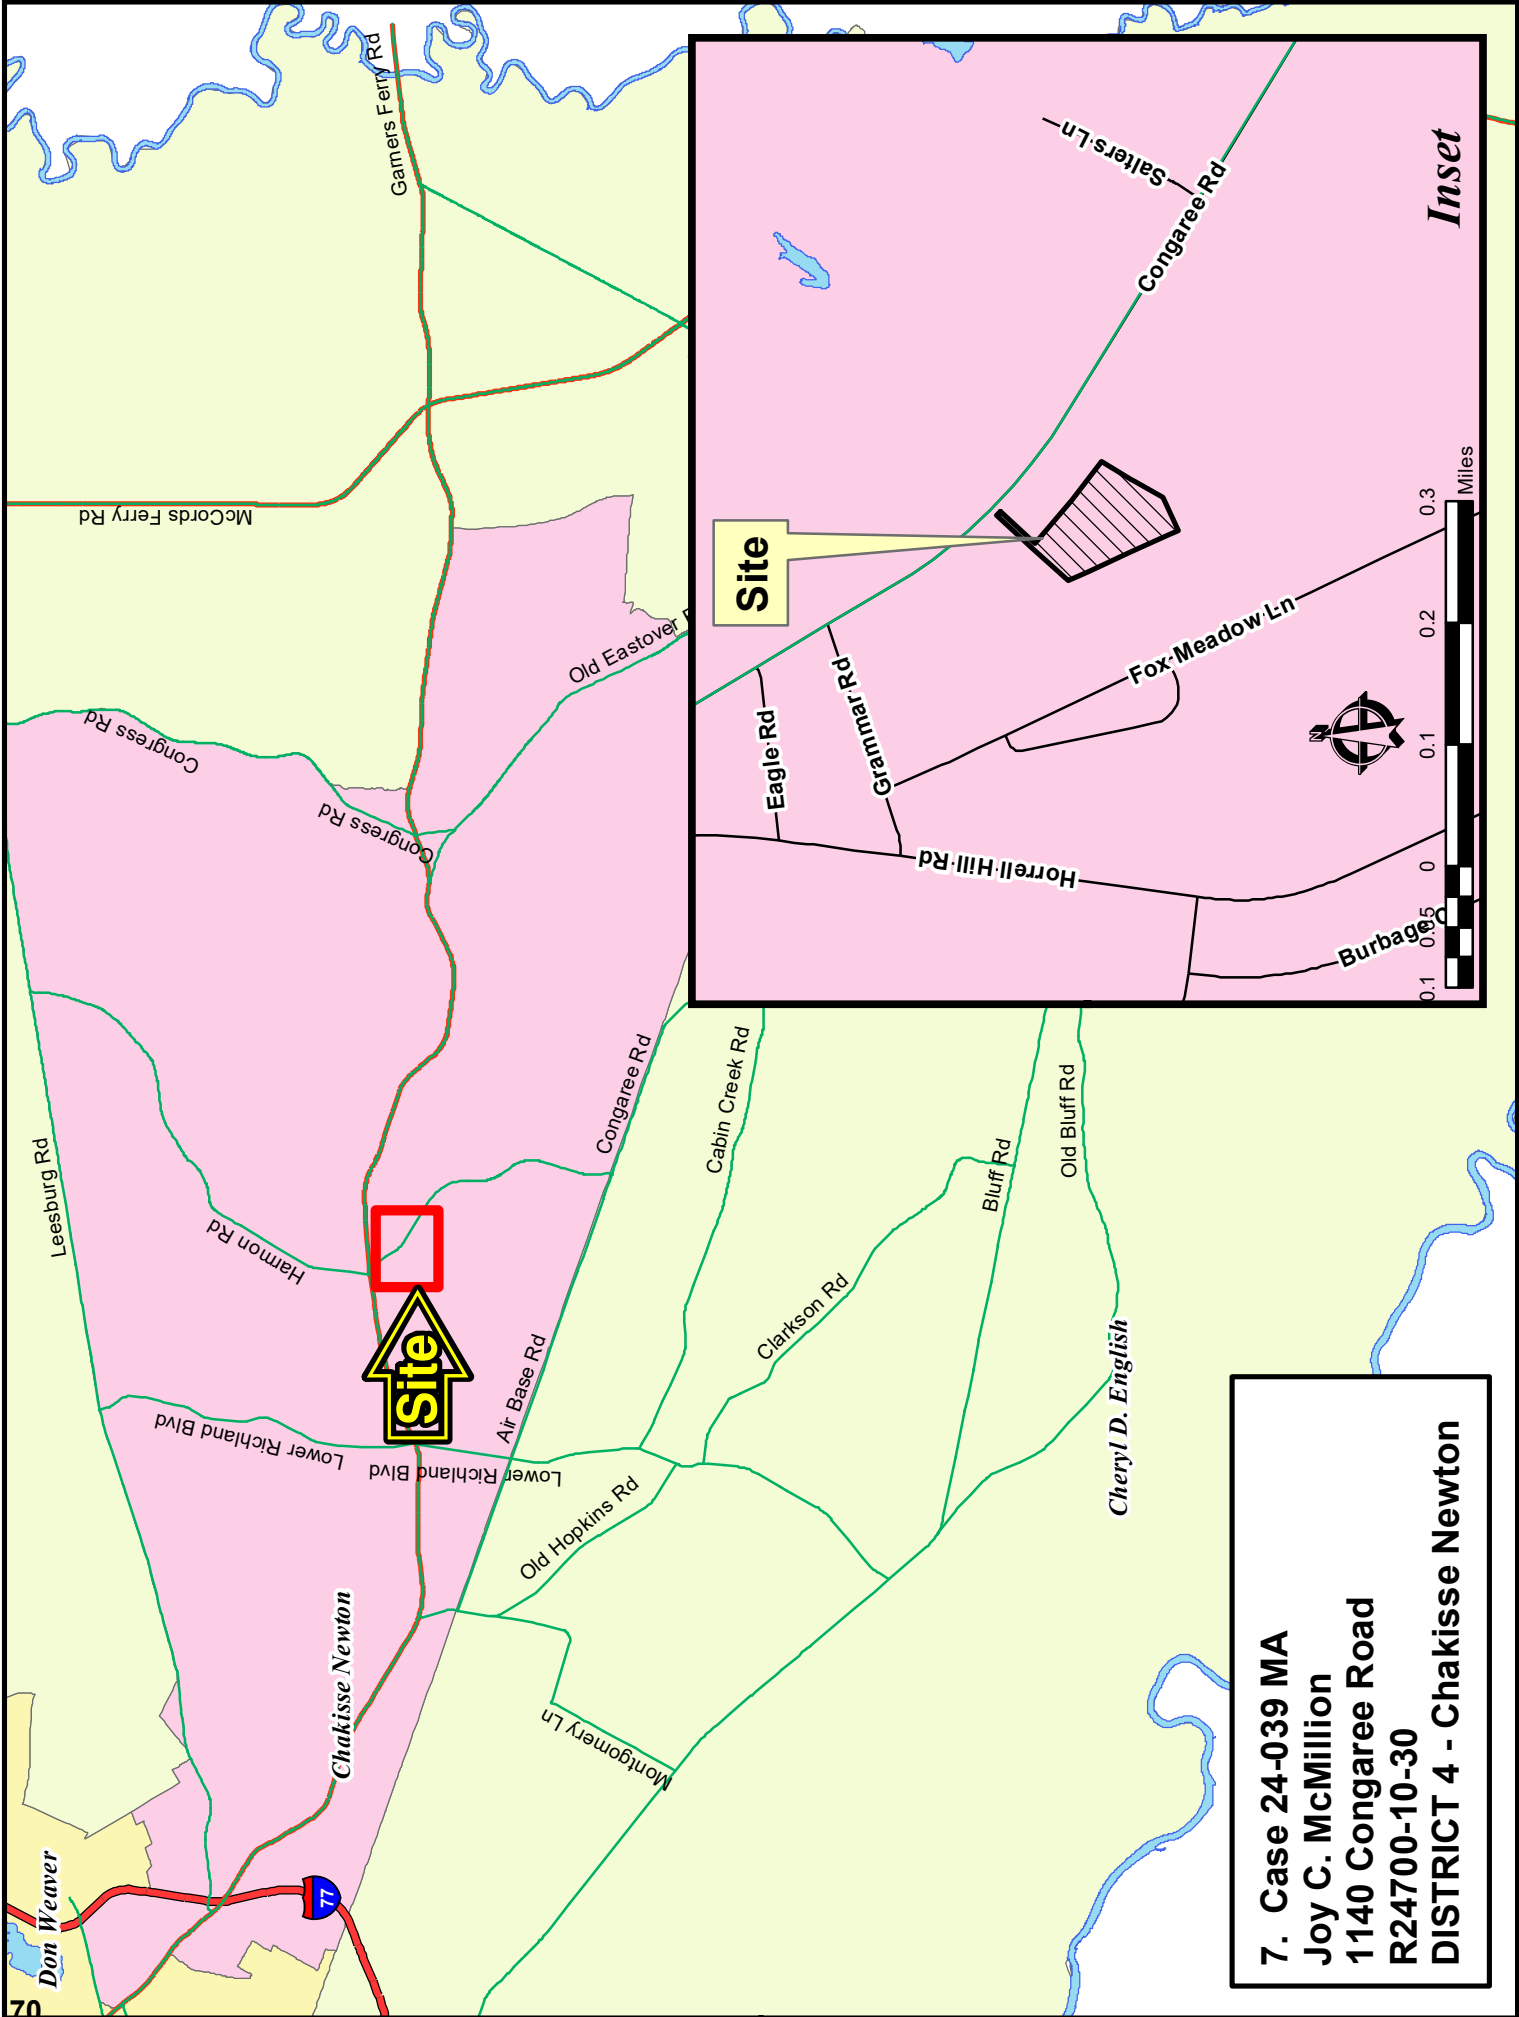 Don Weaver
70
77
Chakisse Newton
Leesburg Rd
Lower Richland Blvd
Lower Richland Blvd
Lower
Harmon Rd
Site
Congress Rd
Congress Rd
McCords Ferry Rd
Garners Ferry Rd
Old Eastover
Congaree Rd
Air Base Rd
Old Hopkins Rd
Montgomery Ln
Cabin Creek Rd
Clarkson Rd
Bluff Rd
Old Bluff Rd
Cheryl D. English
Site
Eagle Rd
Grammar Rd
Horrell Hill Rd
Fox Meadow Ln
Congaree Rd
Salters Ln
Burbage
N
0.1 0.05 0 0.1 0.2 0.3
Miles
Inset
7. Case 24-039 MA
Joy C. McMillion
1140 Congaree Road
R24700-10-30
DISTRICT 4 - Chakisse Newton